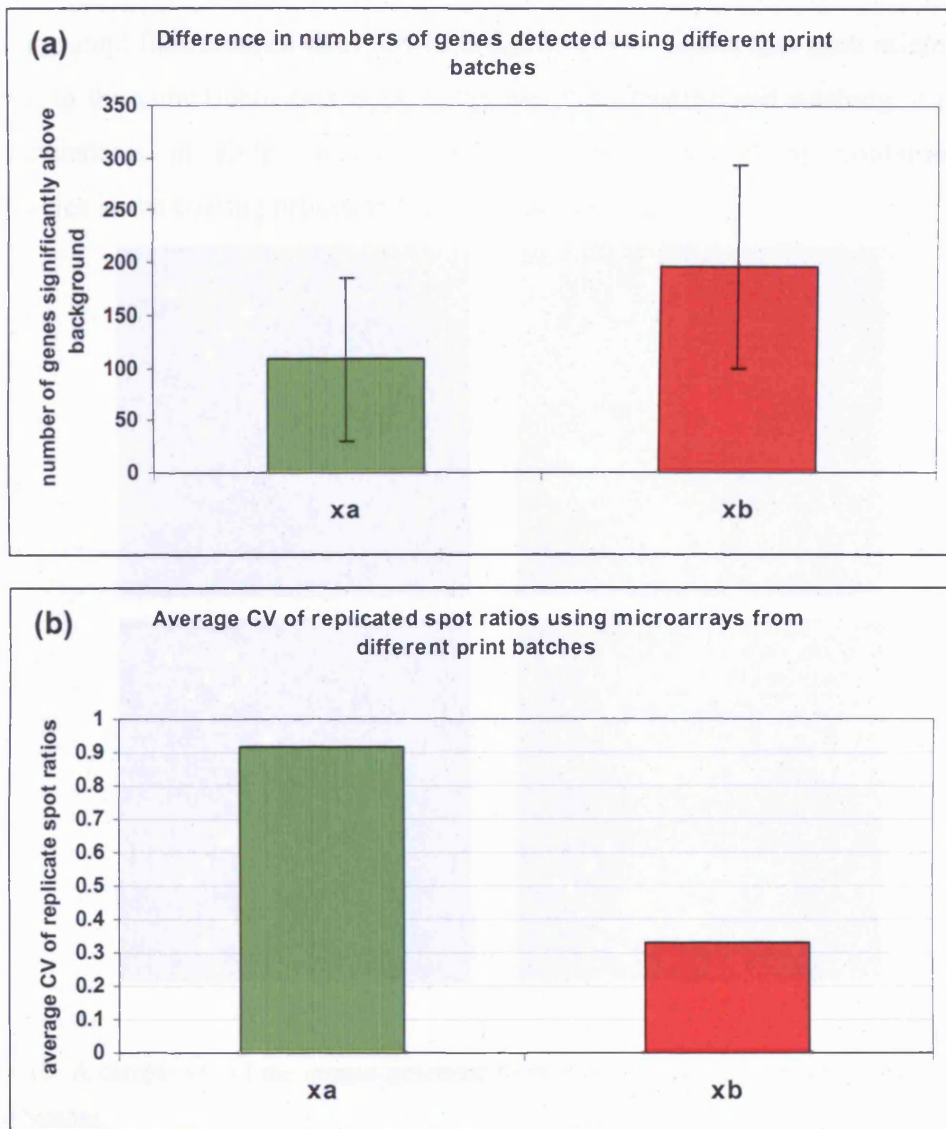 (a) Difference in numbers of genes detected using different print
batches
number of genes significantly above
background
350
300
250
200
150
100
50
0
xa
xb
(b) Average CV of replicated spot ratios using microarrays from
different print batches
average CV of replicate spot ratios
1
0.9
0.8
0.7
0.6
0.5
0.4
0.3
0.2
0.1
0
xa
xb